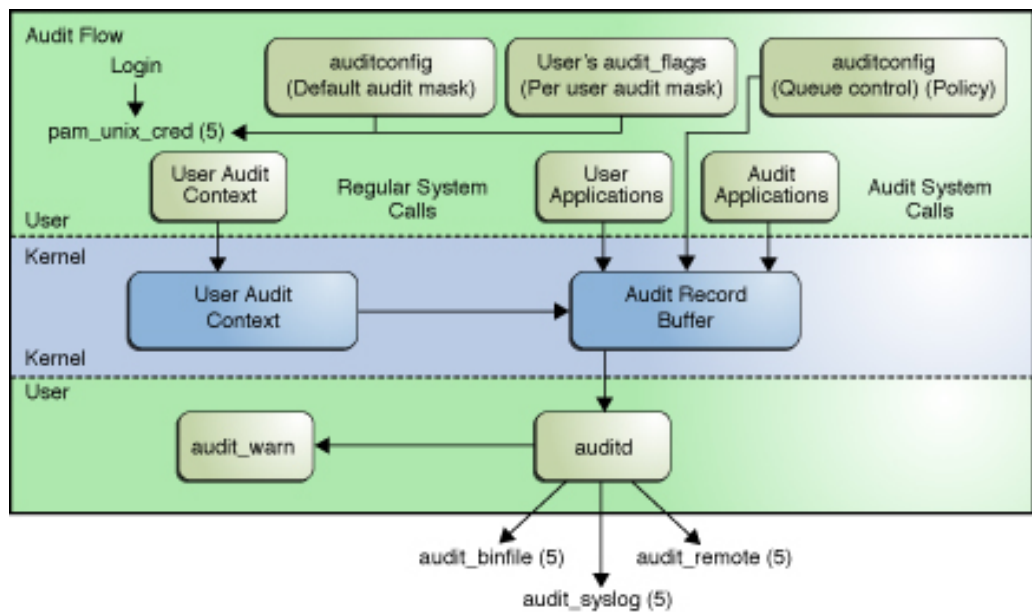 Audit Flow
Login
auditconfig
(Default audit mask)
User's audit_flags
(Per user audit mask)
auditconfig
(Queue control) (Policy)
pam_unix_cred (5)
User Audit
Context
Regular System
Calls
User
Applications
Audit
Applications
Audit System
Calls
User
Kernel
User Audit
Context
Audit Record
Buffer
Kernel
User
audit_warn
auditd
audit_binfile (5)
audit_remote (5)
audit_syslog (5)